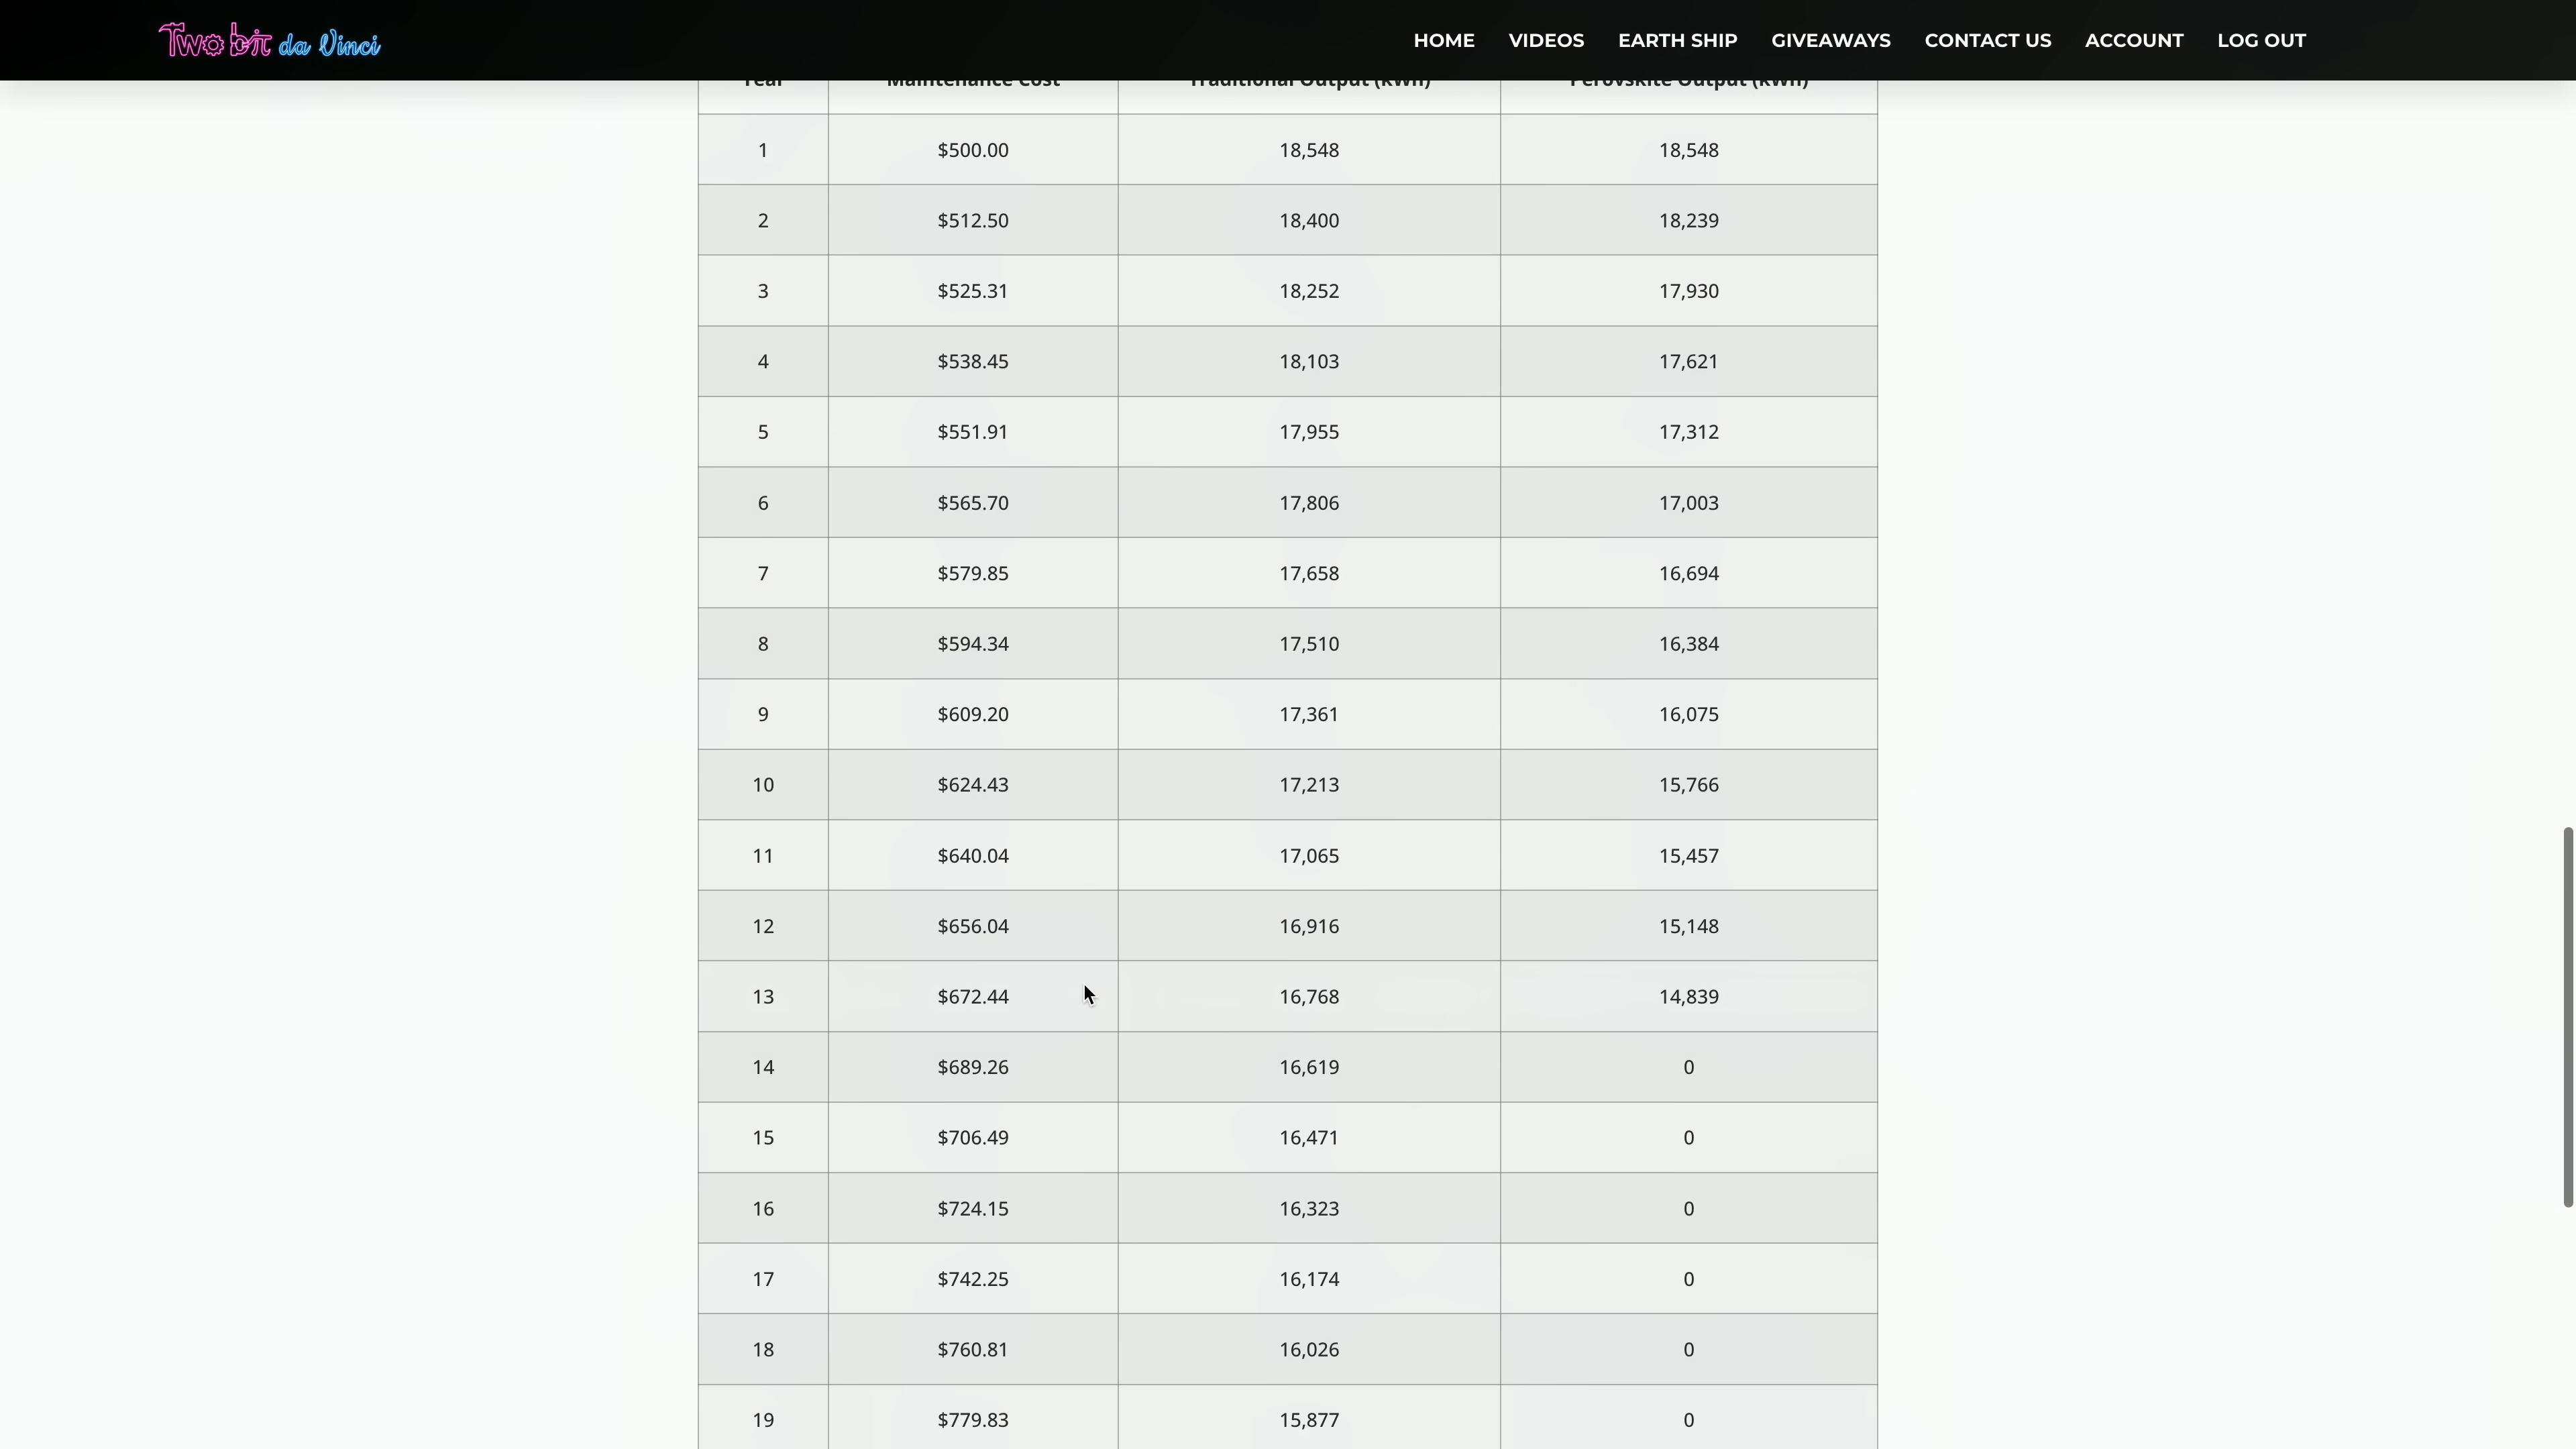 Two bit da Vinci HOME VIDEOS EARTH SHIP GIVEAWAYS CONTACT US ACCOUNT LOG OUT
Year Maintenance Cost Traditional Output (kWh) Perovskite Output (kWh)
1 $500.00 18,548 18,548
2 $512.50 18,400 18,239
3 $525.31 18,252 17,930
4 $538.45 18,103 17,621
5 $551.91 17,955 17,312
6 $565.70 17,806 17,003
7 $579.85 17,658 16,694
8 $594.34 17,510 16,384
9 $609.20 17,361 16,075
10 $624.43 17,213 15,766
11 $640.04 17,065 15,457
12 $656.04 16,916 15,148
13 $672.44 16,768 14,839
14 $689.26 16,619 0
15 $706.49 16,471 0
16 $724.15 16,323 0
17 $742.25 16,174 0
18 $760.81 16,026 0
19 $779.83 15,877 0